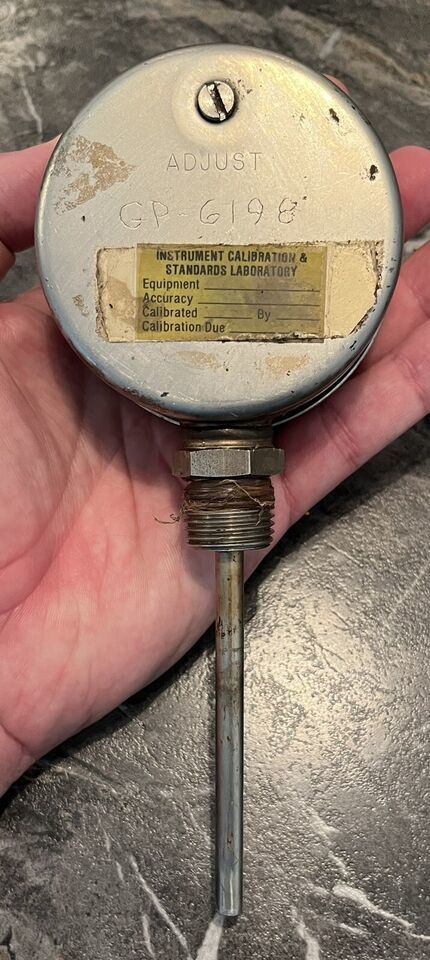 ADJUST
GP-6198
INSTRUMENT CALIBRATION &
STANDARDS LABORATORY
Equipment
Accuracy
Calibrated By
Calibration Due